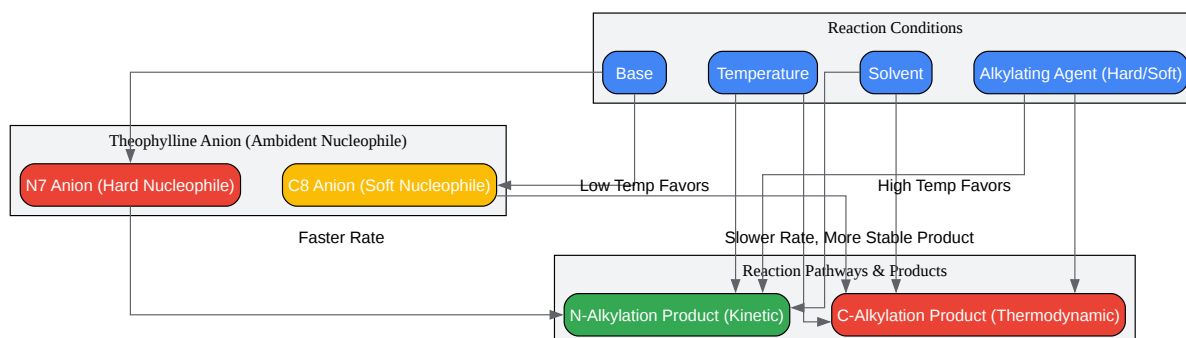 Reaction Conditions
Base
Temperature
Solvent
Alkylating Agent (Hard/Soft)
Theophylline Anion (Ambident Nucleophile)
N7 Anion (Hard Nucleophile)
C8 Anion (Soft Nucleophile)
Low Temp Favors
High Temp Favors
Faster Rate
Slower Rate, More Stable Product
Reaction Pathways & Products
N-Alkylation Product (Kinetic)
C-Alkylation Product (Thermodynamic)